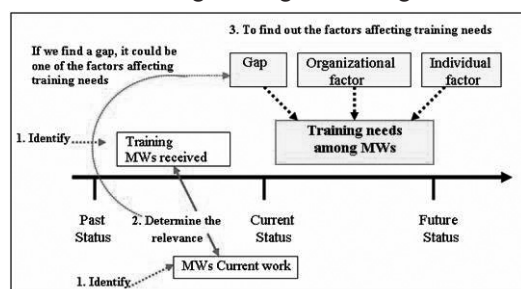 3. To find out the factors affecting training needs
If we find a gap, it could be
one of the factors affecting
training needs
Gap
Organizational
factor
Individual
factor
1. Identify
Training
MWs received
Training needs
among MWs
Past
Status
2. Determine the
relevance
Current
Status
Future
Status
1. Identify
MWs Current work